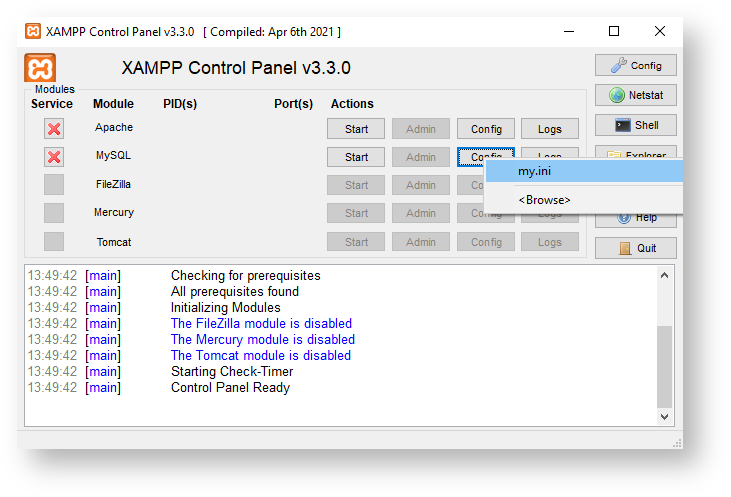 XAMPP Control Panel v3.3.0 [ Compiled: Apr 6th 2021 ]
XAMPP Control Panel v3.3.0
Config
Modules
Service Module PID(s) Port(s) Actions
Netstat
Apache Start Admin Config Logs
Shell
MySQL Start Admin Config Logs
Explorer
my.ini
FileZilla Start Admin Config Logs
<Browse>
Mercury Start Admin Config Logs
Help
Tomcat Start Admin Config Logs
Quit
13:49:42 [main] Checking for prerequisites
13:49:42 [main] All prerequisites found
13:49:42 [main] Initializing Modules
13:49:42 [main] The FileZilla module is disabled
13:49:42 [main] The Mercury module is disabled
13:49:42 [main] The Tomcat module is disabled
13:49:42 [main] Starting Check-Timer
13:49:42 [main] Control Panel Ready